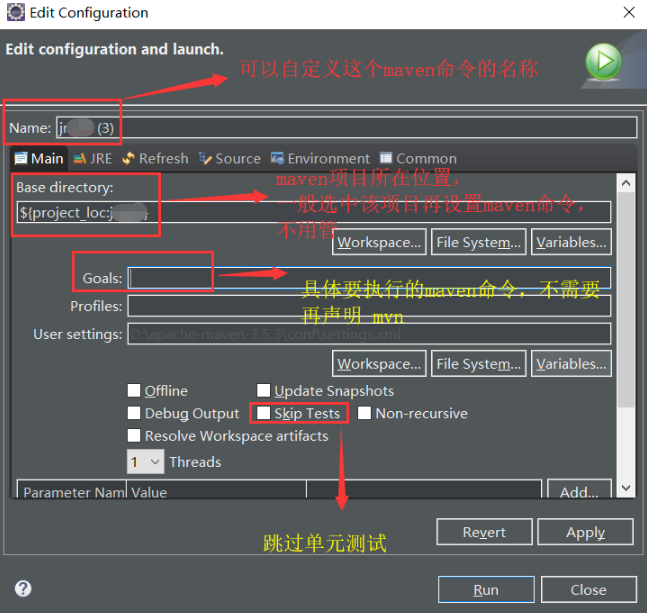 Edit Configuration
Edit configuration and launch.
可以自定义这个maven命令的名称
Name: (3)
Main JRE Refresh Source Environment Common
Base directory:
maven项目所在位置，
一般选中该项目再设置maven命令，
不用管
${project_loc:
Workspace... File System... Variables...
Goals:
具体要执行的maven命令，不需要
再声明 mvn
Profiles:
User settings: D:\apache-maven-3.5.3\conf\settings.xml
Workspace... File System... Variables...
Offline Update Snapshots
Debug Output Skip Tests Non-recursive
Resolve Workspace artifacts
1 Threads
Parameter Nam Value Add...
跳过单元测试
Revert Apply
Run Close